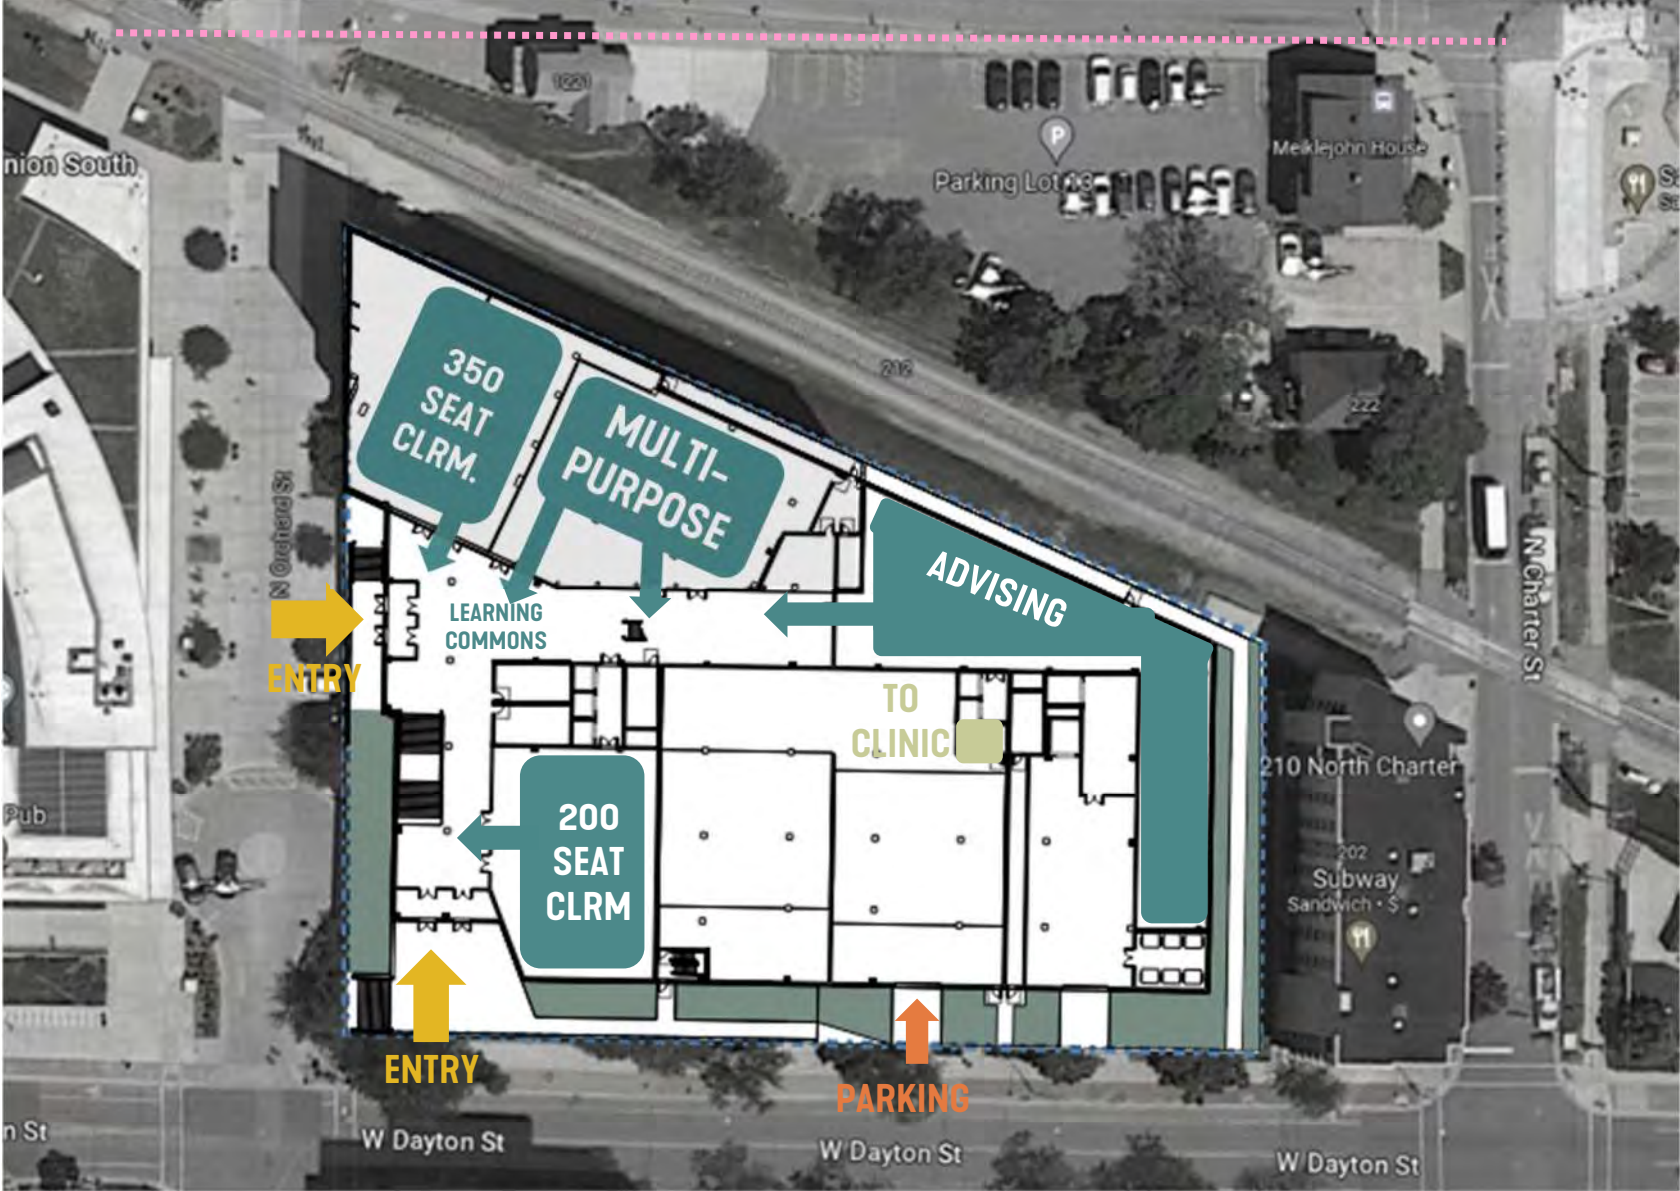 1221
nion South
P
Parking Lot 13
Meiklejohn House
212
222
350
SEAT
CLRM.
MULTI-
PURPOSE
N Orchard St
ADVISING
N Charter St
LEARNING
COMMONS
ENTRY
TO
CLINIC
210 North Charter
Pub
200
SEAT
CLRM
202
Subway
Sandwich • $
ENTRY
PARKING
n St
W Dayton St
W Dayton St
W Dayton St